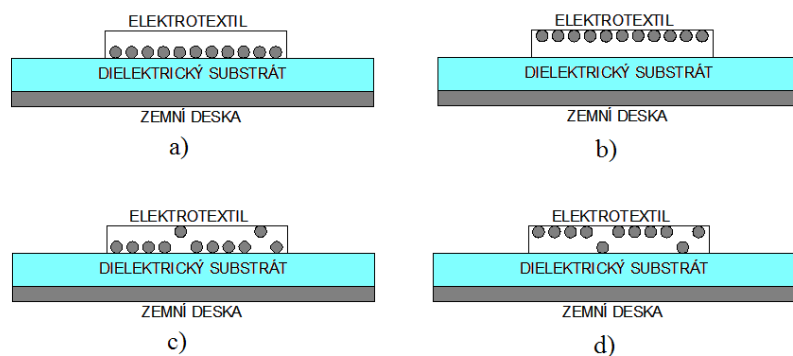 ELEKTROTEXTIL
DIELEKTRICKÝ SUBSTRÁT
ZEMNÍ DESKA
a)
ELEKTROTEXTIL
DIELEKTRICKÝ SUBSTRÁT
ZEMNÍ DESKA
b)
ELEKTROTEXTIL
DIELEKTRICKÝ SUBSTRÁT
ZEMNÍ DESKA
c)
ELEKTROTEXTIL
DIELEKTRICKÝ SUBSTRÁT
ZEMNÍ DESKA
d)